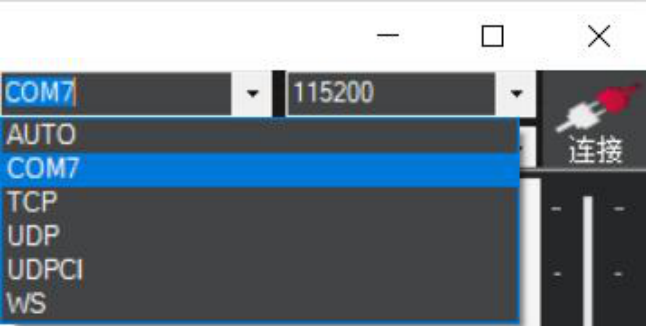 COM7 115200
连接
AUTO
COM7
TCP
UDP
UDPCI
WS